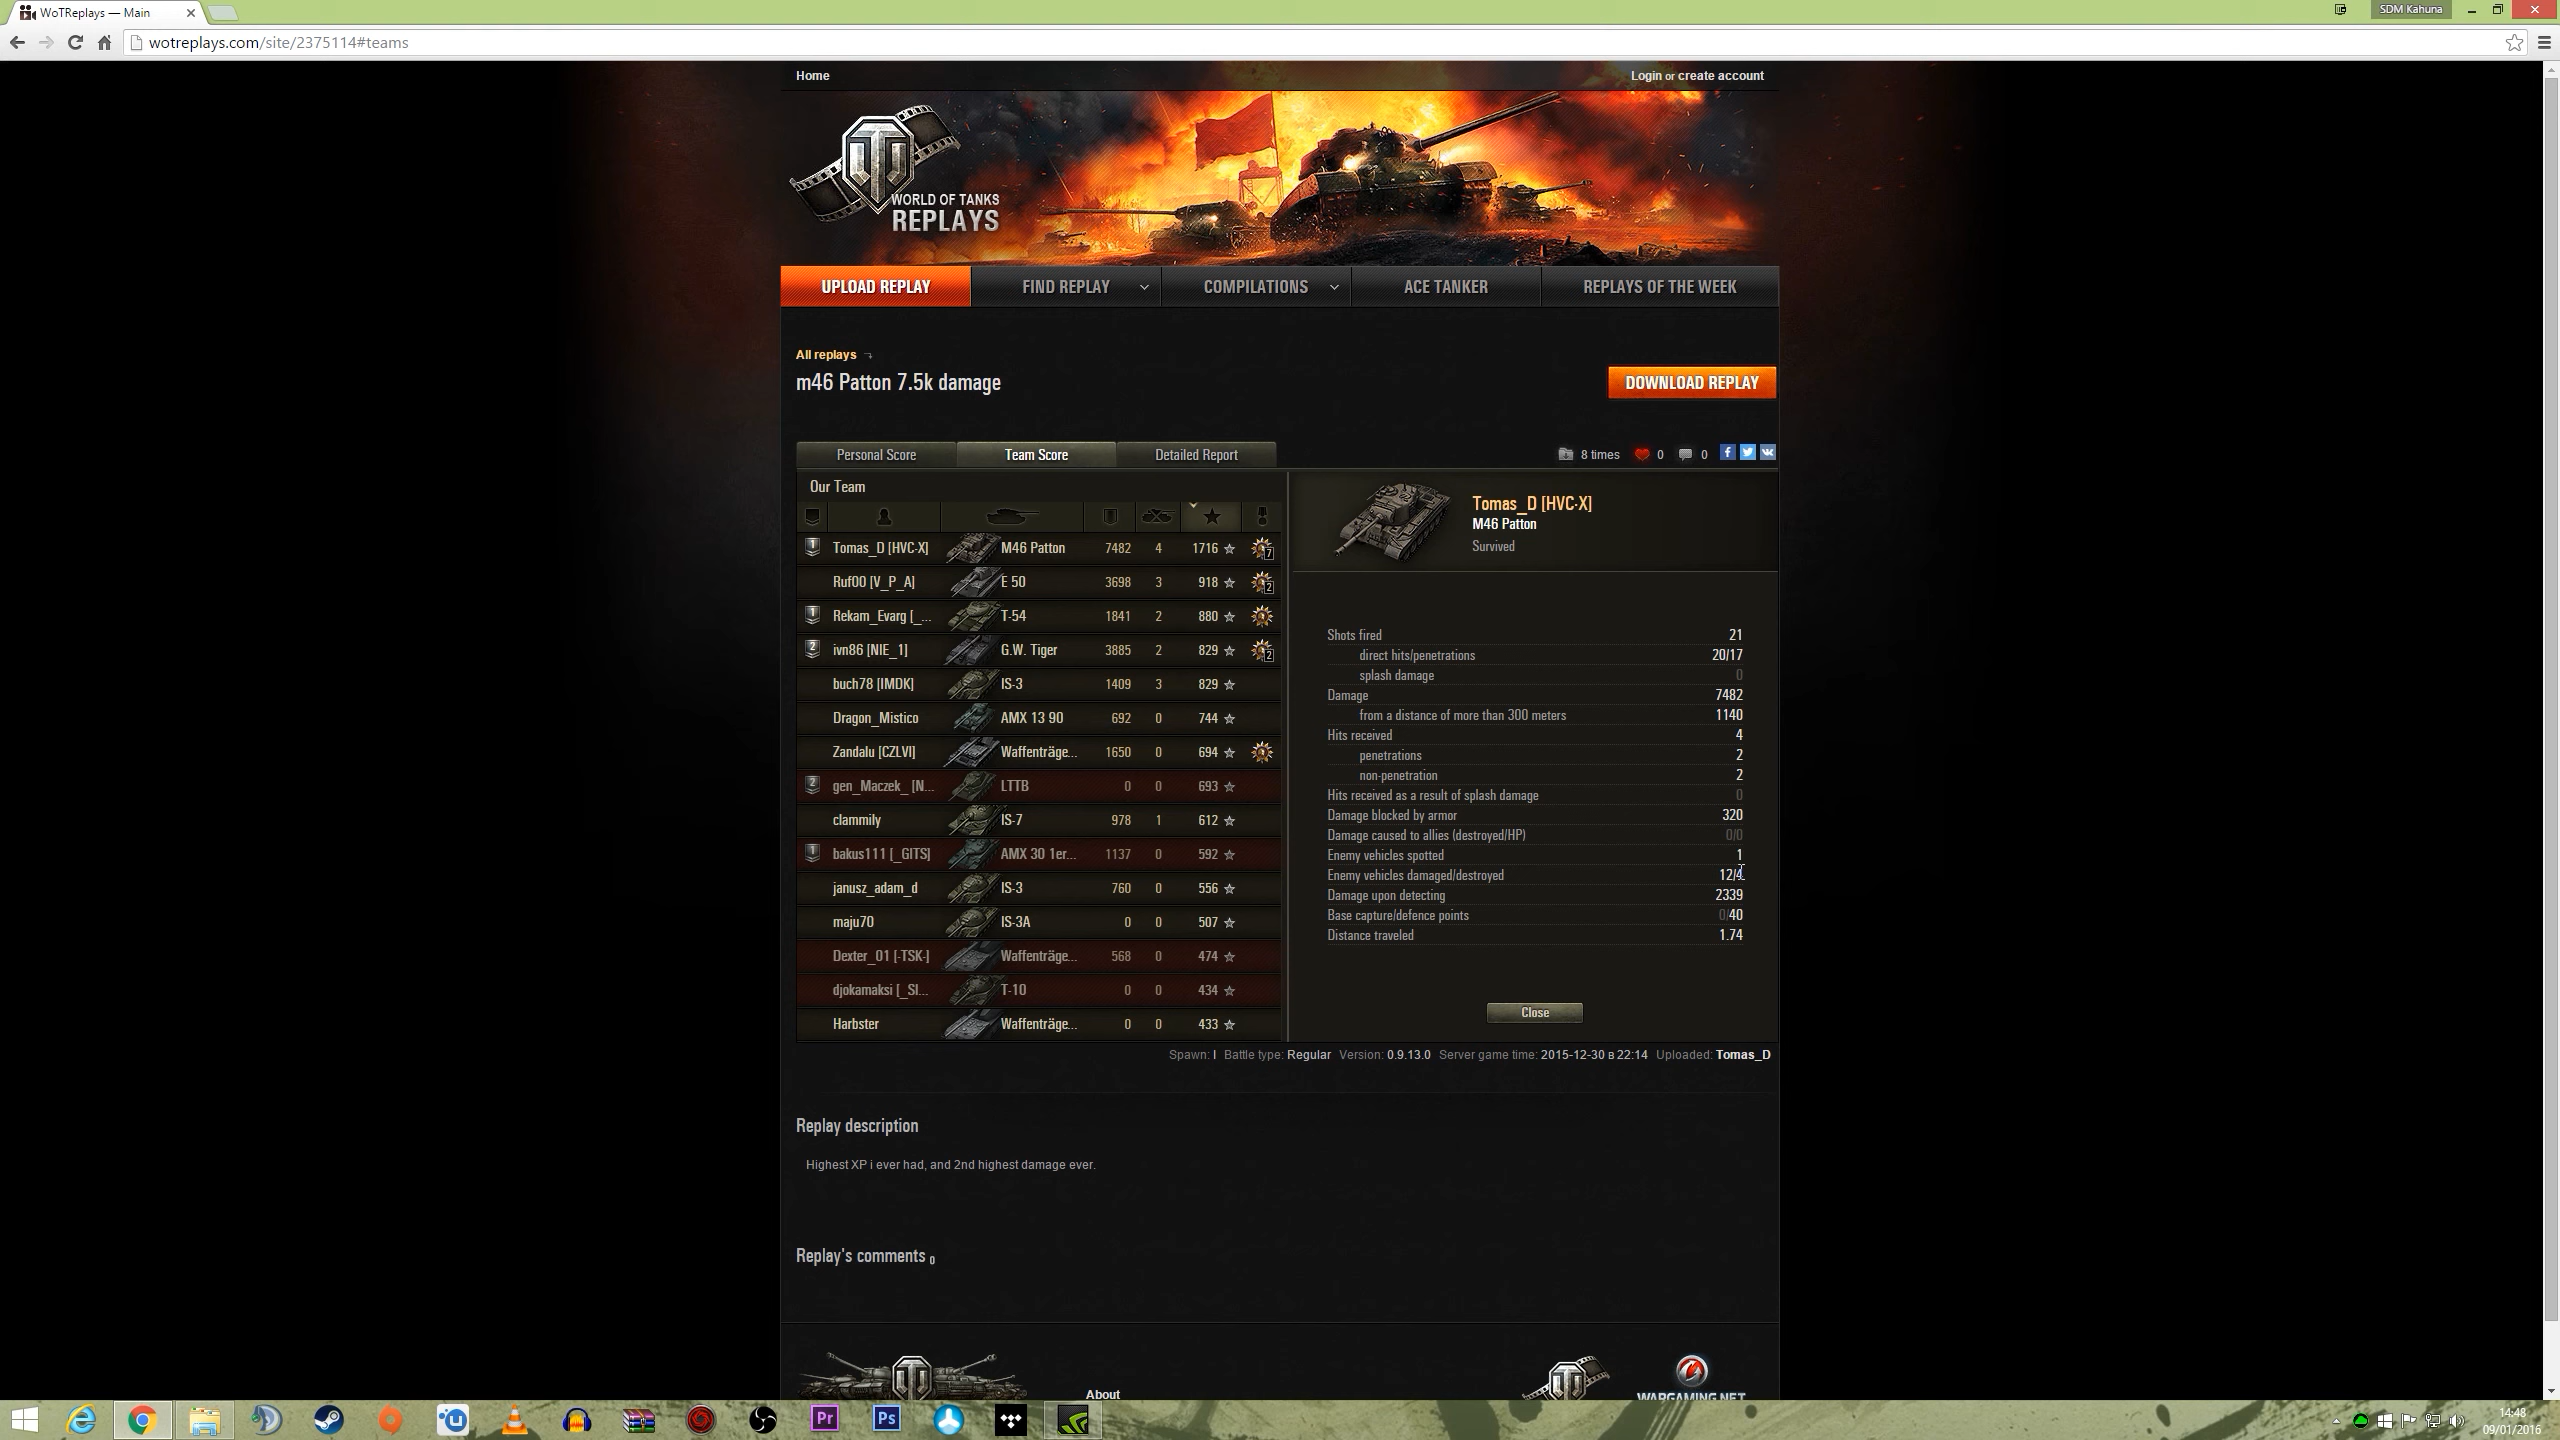 WoTReplays — Main
SDM Kahuna
wotreplays.com/site/2375114#teams
Home
Login or create account
WORLD OF TANKS
REPLAYS
UPLOAD REPLAY
FIND REPLAY
COMPILATIONS
ACE TANKER
REPLAYS OF THE WEEK
All replays
m46 Patton 7.5k damage
DOWNLOAD REPLAY
Personal Score
Team Score
Detailed Report
8 times 0 0
Our Team
1 Tomas_D [HVC-X] M46 Patton 7482 4 1716 7
Ruf00 [V_P_A] E 50 3698 3 918 2
1 Rekam_Evarg [_... T-54 1841 2 880
2 ivn86 [NIE_1] G.W. Tiger 3885 2 829 2
buch78 [IMDK] IS-3 1409 3 829
Dragon_Mistico AMX 13 90 692 0 744
Zandalu [CZLVI] Waffenträge... 1650 0 694
2 gen_Maczek_ [N... LTTB 0 0 693
clammily IS-7 978 1 612
1 bakus111 [_GITS] AMX 30 1er... 1137 0 592
janusz_adam_d IS-3 760 0 556
maju70 IS-3A 0 0 507
Dexter_01 [-TSK-] Waffenträge... 568 0 474
djokamaksi [_SI... T-10 0 0 434
Harbster Waffenträge... 0 0 433
Tomas_D [HVC-X]
M46 Patton
Survived
Shots fired 21
direct hits/penetrations 20/17
splash damage 0
Damage 7482
from a distance of more than 300 meters 1140
Hits received 4
penetrations 2
non-penetration 2
Hits received as a result of splash damage 0
Damage blocked by armor 320
Damage caused to allies (destroyed/HP) 0/0
Enemy vehicles spotted 1
Enemy vehicles damaged/destroyed 12/4
Damage upon detecting 2339
Base capture/defence points 0/40
Distance traveled 1.74
Close
Spawn: I Battle type: Regular Version: 0.9.13.0 Server game time: 2015-12-30 в 22:14 Uploaded: Tomas_D
Replay description
Highest XP i ever had, and 2nd highest damage ever.
Replay's comments 0
About
WARGAMING.NET
Pr
Ps
14:48
09/01/2016